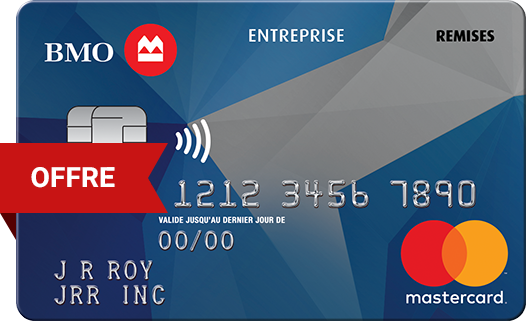 BMO
ENTREPRISE
REMISES
OFFRE
1212 3456 7890
VALIDE JUSQU'AU DERNIER JOUR DE
00/00
J R ROY
JRR INC
mastercard.